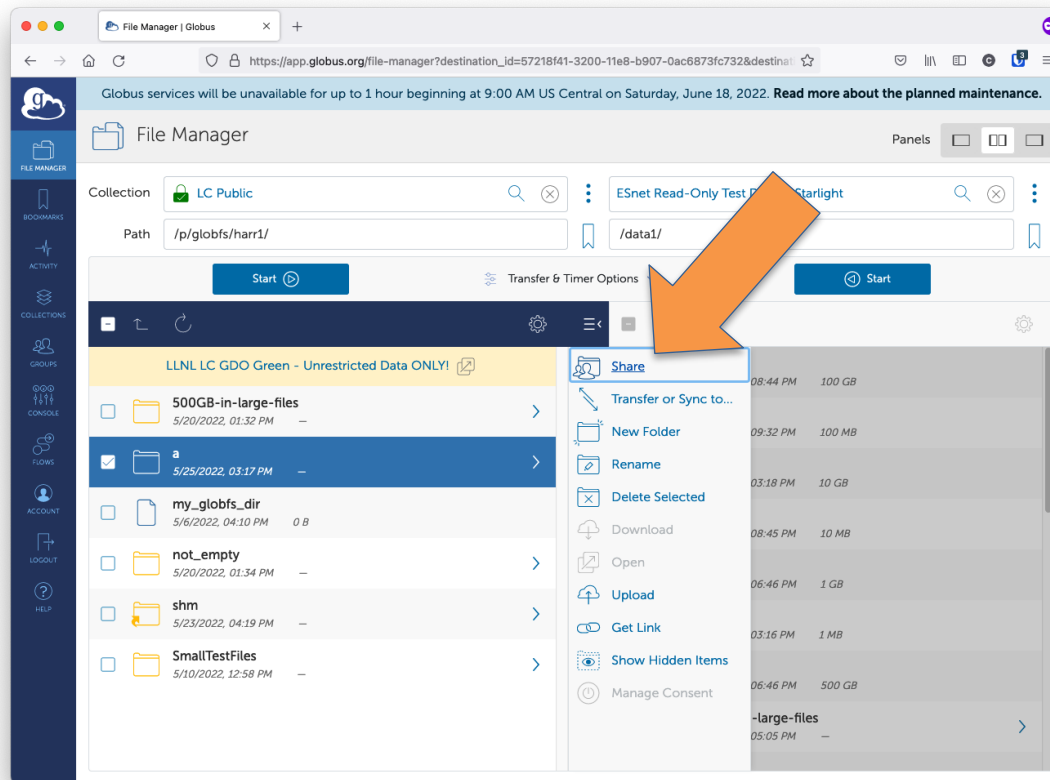 File Manager | Globus
https://app.globus.org/file-manager?destination_id=57218f41-3200-11e8-b907-0ac6873fc732&destinat
3
Globus services will be unavailable for up to 1 hour beginning at 9:00 AM US Central on Saturday, June 18, 2022. Read more about the planned maintenance.
g
FILE MANAGER
BOOKMARKS
ACTIVITY
COLLECTIONS
GROUPS
CONSOLE
FLOWS
ACCOUNT
LOGOUT
HELP
File Manager
Panels
Collection
LC Public
ESnet Read-Only Test Starlight
Path
/p/globfs/harr1/
/data1/
Start
Transfer & Timer Options
Start
LLNL LC GDO Green - Unrestricted Data ONLY!
500GB-in-large-files
5/20/2022, 01:32 PM —
a
5/25/2022, 03:17 PM —
my_globfs_dir
5/6/2022, 04:10 PM 0 B
not_empty
5/20/2022, 01:34 PM —
shm
5/23/2022, 04:19 PM —
SmallTestFiles
5/10/2022, 12:58 PM —
Share
Transfer or Sync to...
New Folder
Rename
Delete Selected
Download
Open
Upload
Get Link
Show Hidden Items
Manage Consent
08:44 PM 100 GB
09:32 PM 100 MB
03:18 PM 10 GB
08:45 PM 10 MB
06:46 PM 1 GB
03:16 PM 1 MB
06:46 PM 500 GB
-large-files
05:05 PM —